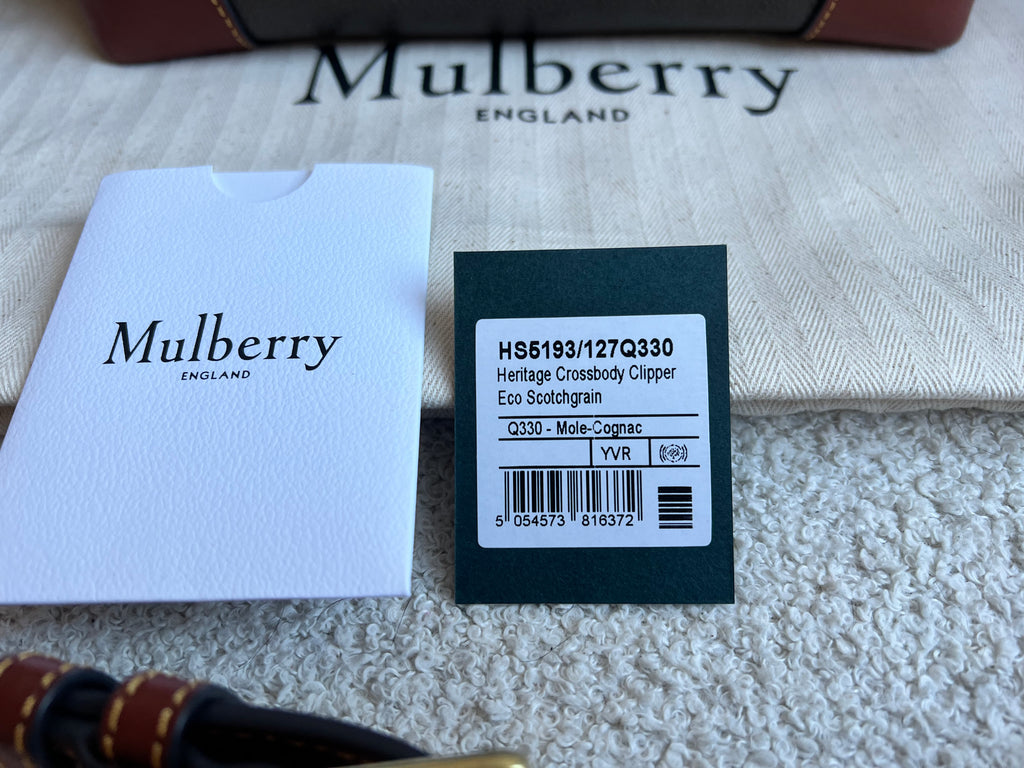 Mulberry
ENGLAND
Mulberry
ENGLAND
HS5193/127Q330
Heritage Crossbody Clipper
Eco Scotchgrain
Q330 - Mole-Cognac
YVR
5 054573 816372